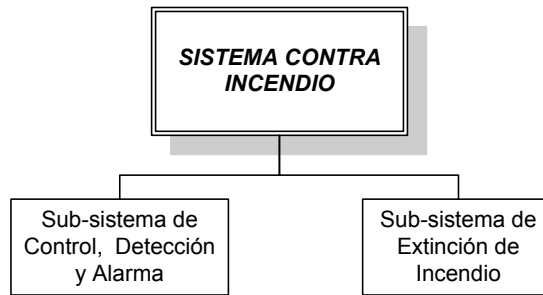 SISTEMA CONTRA
INCENDIO
Sub-sistema de
Control, Detección
y Alarma
Sub-sistema de
Extinción de
Incendio